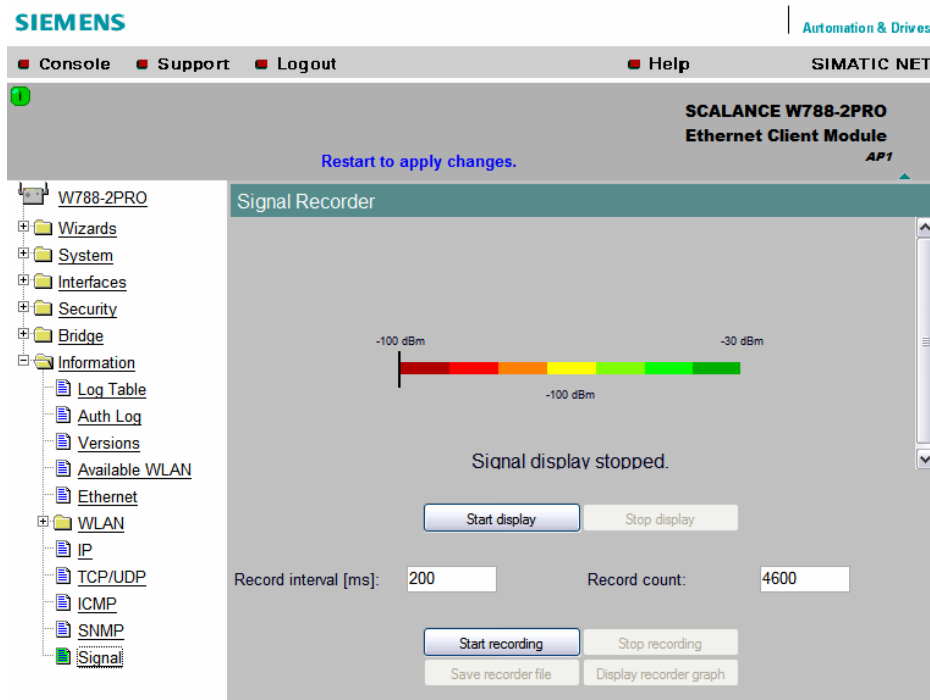 SIEMENS
Automation & Drives
Console Support Logout Help SIMATIC NET
SCALANCE W788-2PRO
Ethernet Client Module
AP1
Restart to apply changes.
W788-2PRO
Wizards
System
Interfaces
Security
Bridge
Information
Log Table
Auth Log
Versions
Available WLAN
Ethernet
WLAN
IP
TCP/UDP
ICMP
SNMP
Signal
Signal Recorder
-100 dBm -30 dBm
-100 dBm
Signal display stopped.
Start display Stop display
Record interval [ms]: 200 Record count: 4600
Start recording Stop recording
Save recorder file Display recorder graph